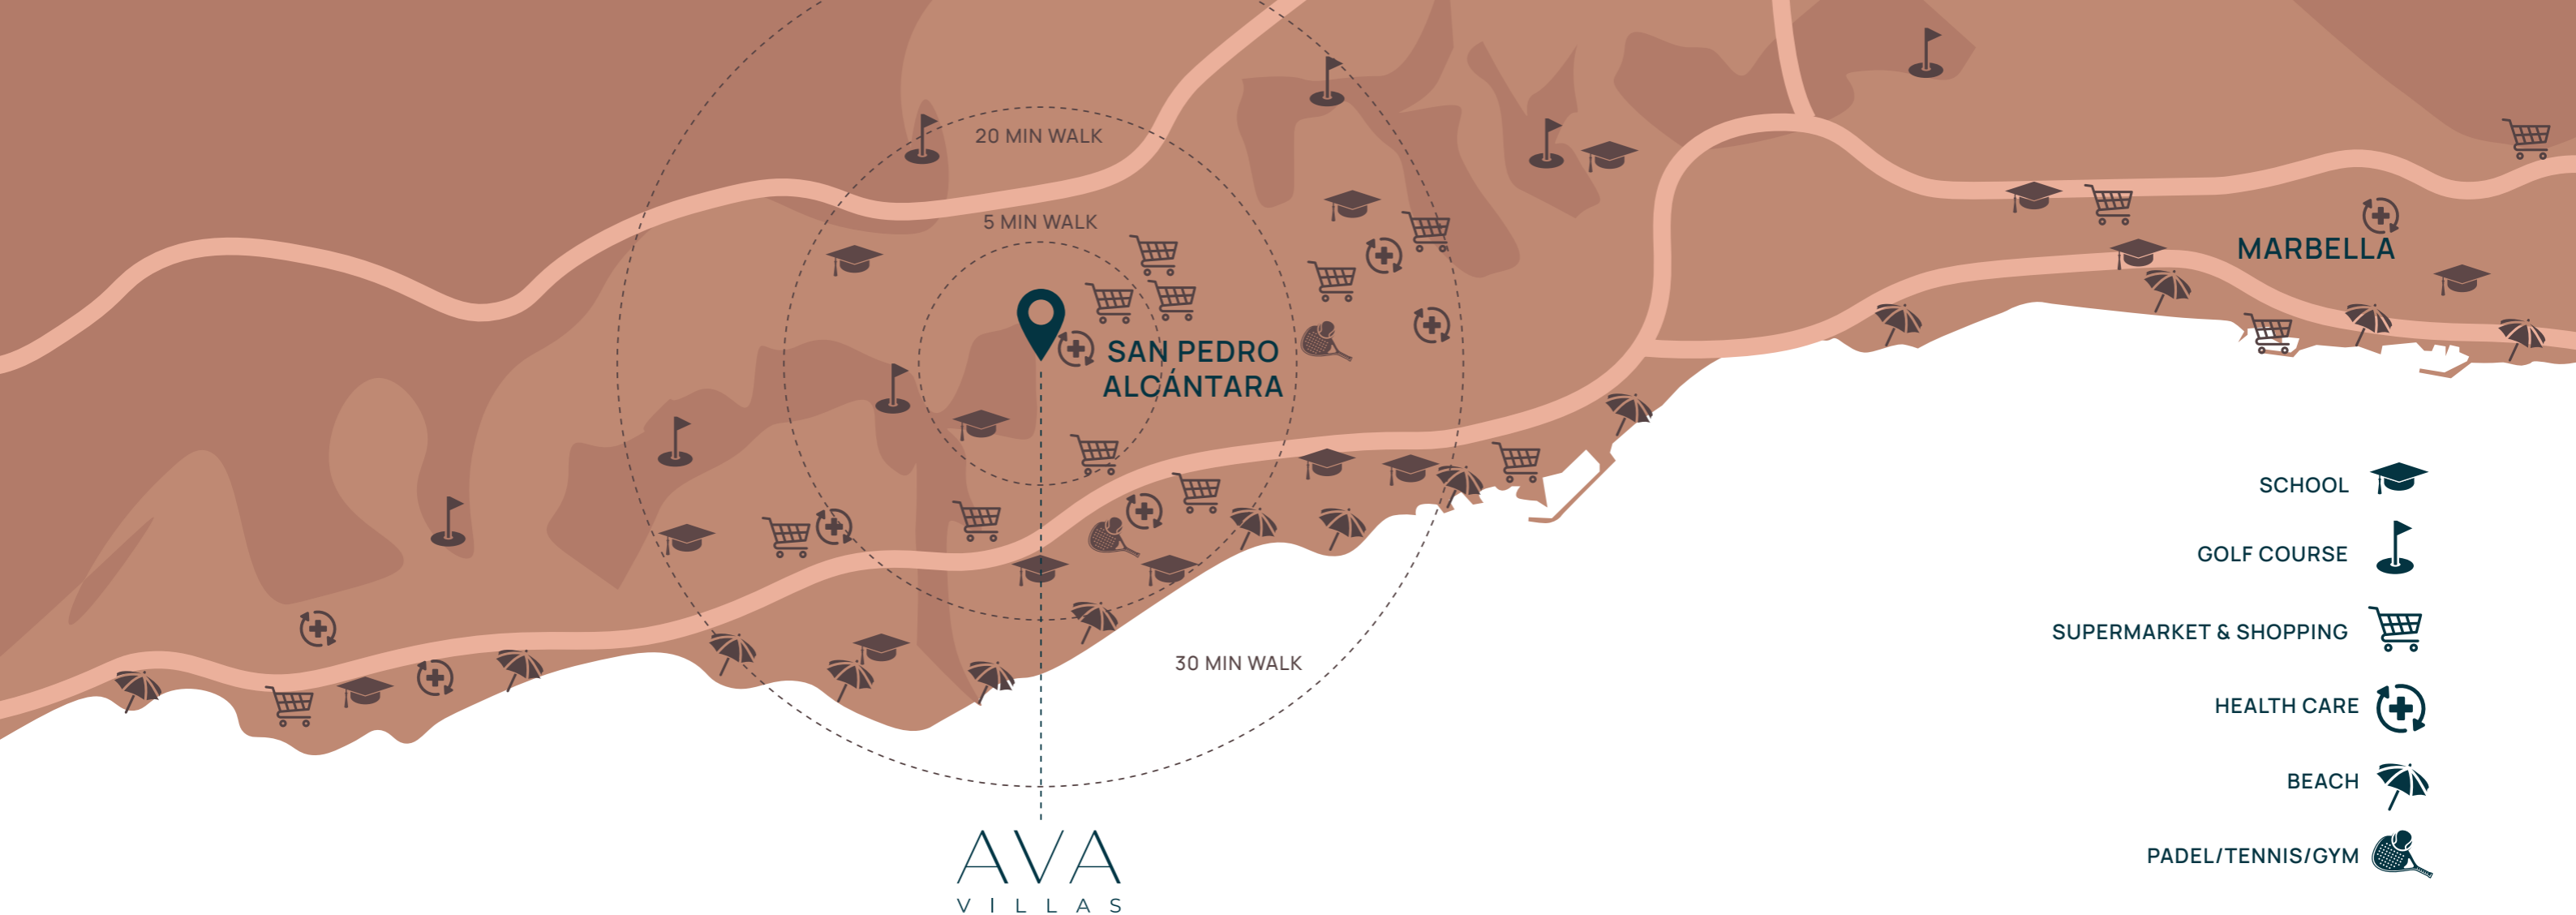 20 MIN WALK
5 MIN WALK
SAN PEDRO
ALCÁNTARA
MARBELLA
30 MIN WALK
SCHOOL
GOLF COURSE
SUPERMARKET & SHOPPING
HEALTH CARE
BEACH
PADEL/TENNIS/GYM
AVA
VILLAS